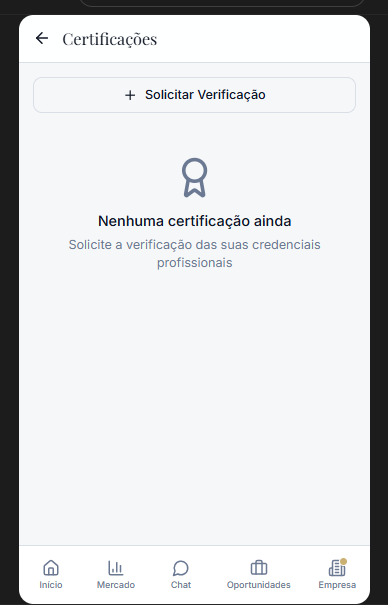 Certificações
Solicitar Verificação
Nenhuma certificação ainda
Solicite a verificação das suas credenciais
profissionais
Início
Mercado
Chat
Oportunidades
Empresa